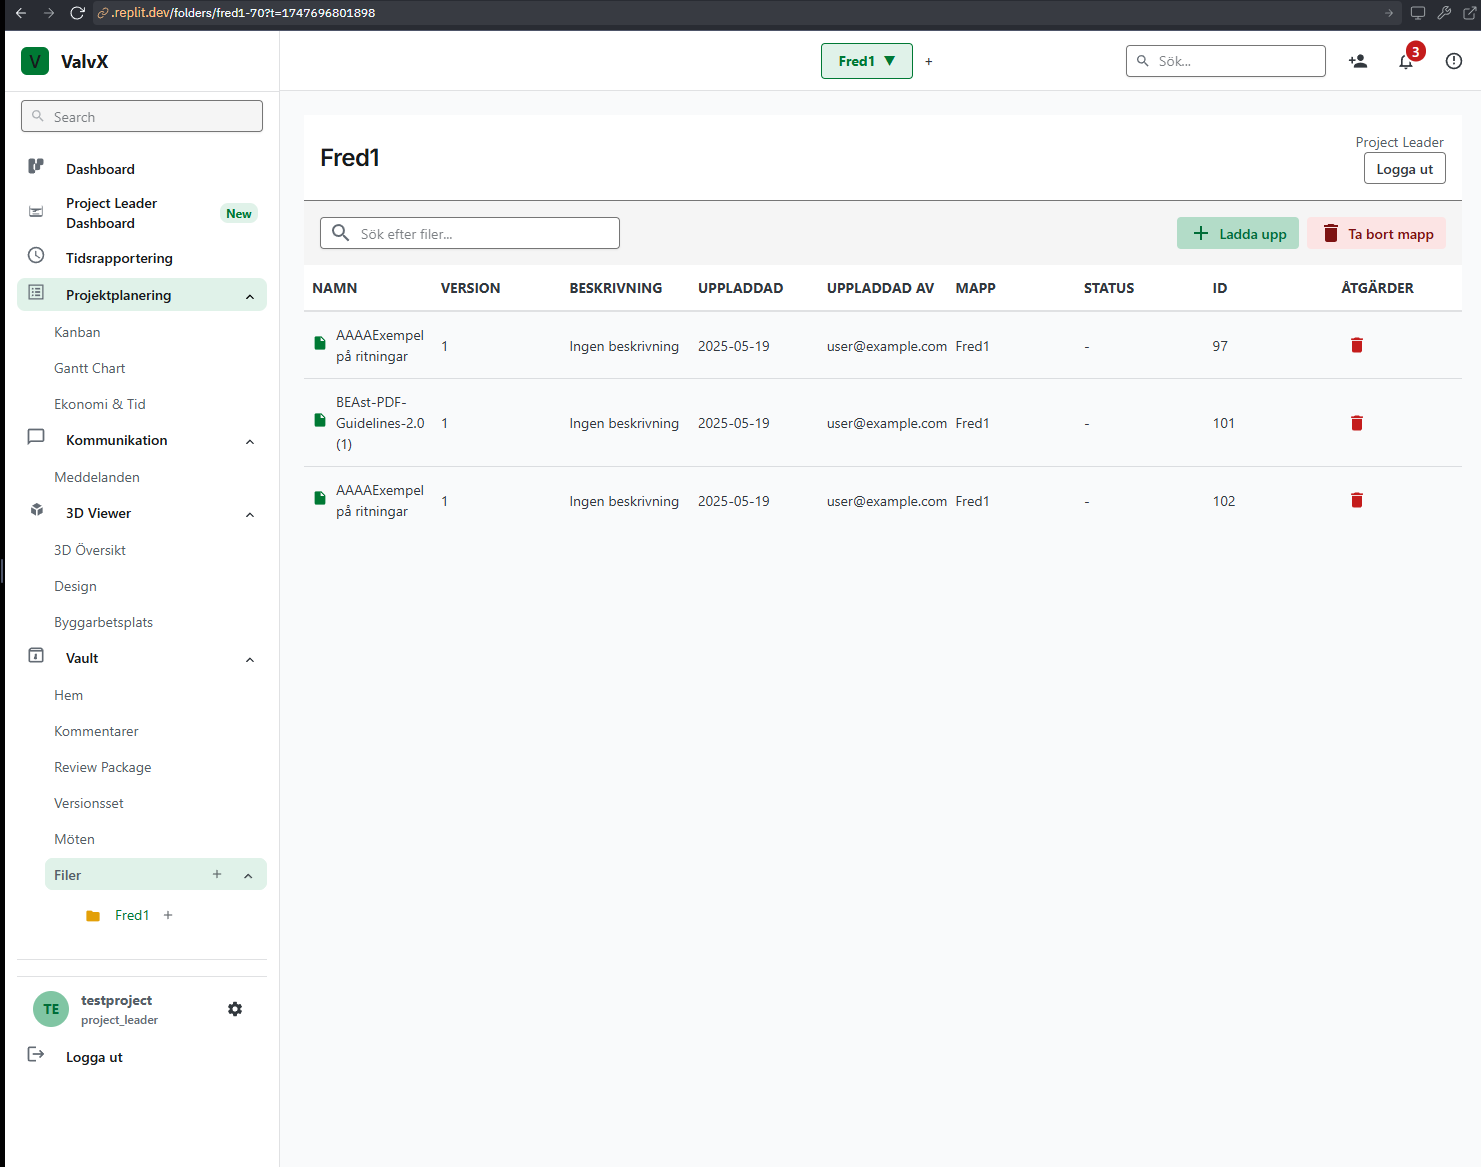 .replit.dev/folders/fred1-70?t=1747696801898
V ValvX
Fred1 ▼ +
Sök...
3
Search
Dashboard
Project Leader
Dashboard
New
Tidsrapportering
Projektplanering
Kanban
Gantt Chart
Ekonomi & Tid
Kommunikation
Meddelanden
3D Viewer
3D Översikt
Design
Byggarbetsplats
Vault
Hem
Kommentarer
Review Package
Versionsset
Möten
Filer +
Fred1 +
TE
testproject
project_leader
Logga ut
Fred1
Project Leader
Logga ut
Sök efter filer...
+ Ladda upp
Ta bort mapp
NAMN VERSION BESKRIVNING UPPLADDAD UPPLADDAD AV MAPP STATUS ID ÅTGÄRDER
AAAAExempel
på ritningar
1 Ingen beskrivning 2025-05-19 user@example.com Fred1 - 97
BEAst-PDF-
Guidelines-2.0
(1)
1 Ingen beskrivning 2025-05-19 user@example.com Fred1 - 101
AAAAExempel
på ritningar
1 Ingen beskrivning 2025-05-19 user@example.com Fred1 - 102